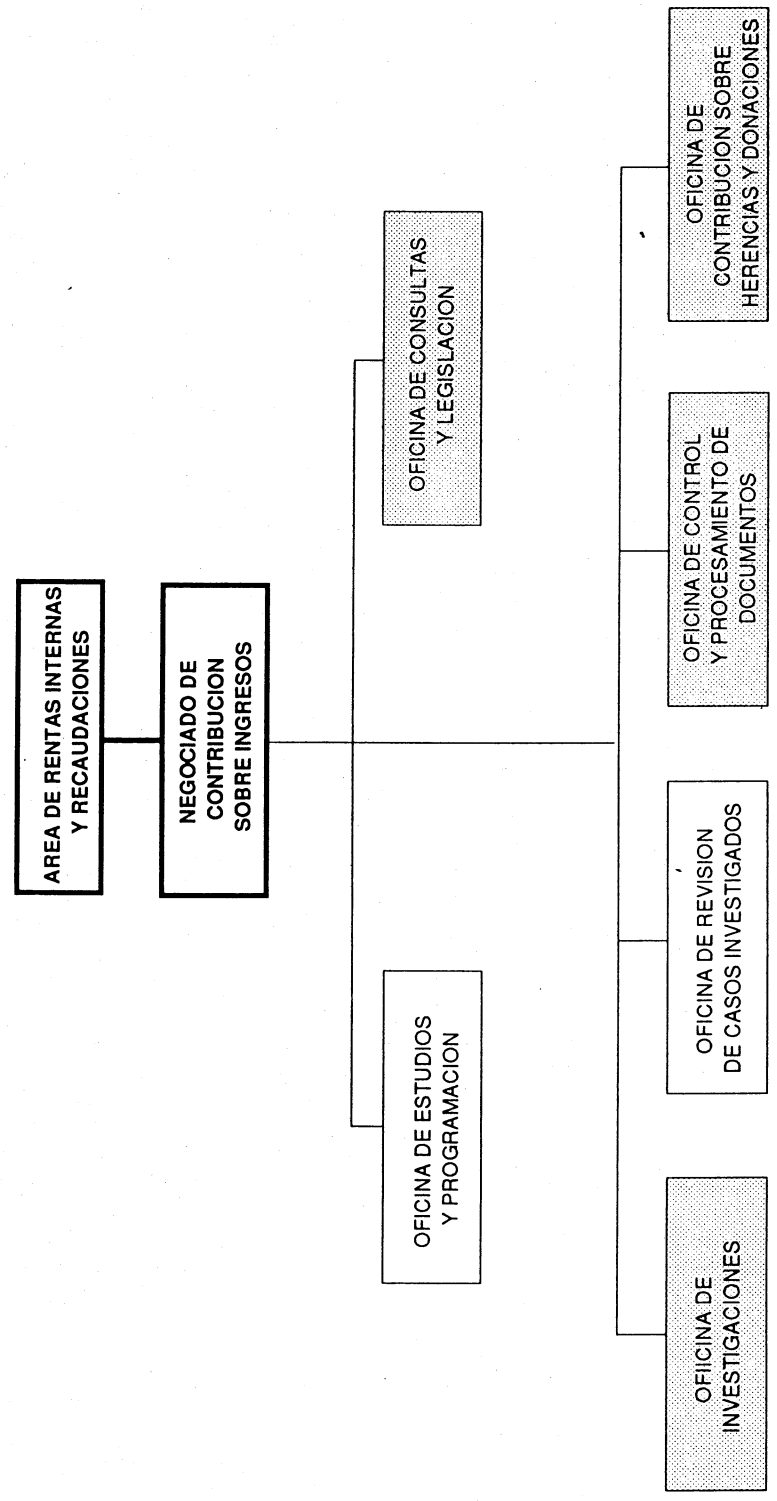 AREA DE RENTAS INTERNAS
Y RECAUDACIONES
NEGOCIADO DE
CONTRIBUCION
SOBRE INGRESOS
OFICINA DE ESTUDIOS
Y PROGRAMACION
OFICINA DE CONSULTAS
Y LEGISLACION
OFIICINA DE
INVESTIGACIONES
OFICINA DE REVISION
DE CASOS INVESTIGADOS
OFICINA DE CONTROL
Y PROCESAMIENTO DE
DOCUMENTOS
OFICINA DE
CONTRIBUCION SOBRE
HERENCIAS Y DONACIONES